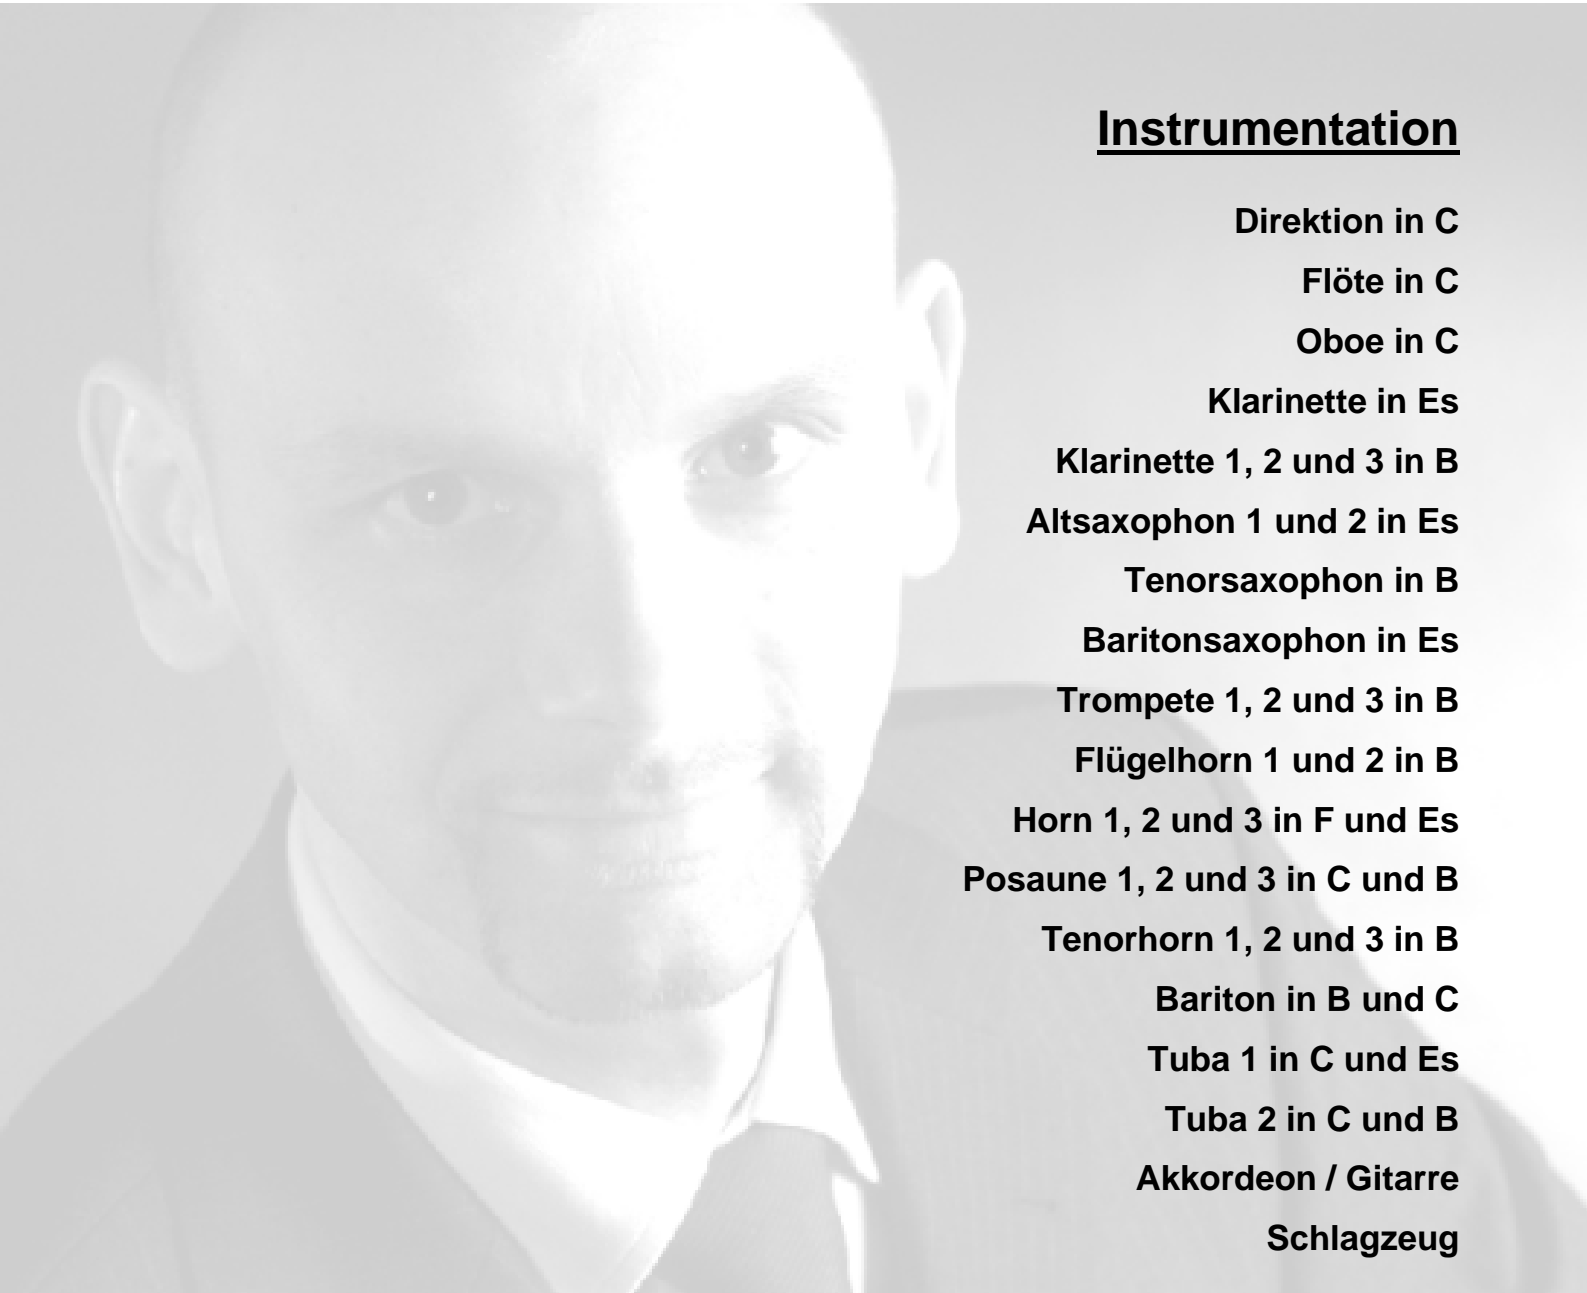 Instrumentation
Direktion in C
Flöte in C
Oboe in C
Klarinette in Es
Klarinette 1, 2 und 3 in B
Altsaxophon 1 und 2 in Es
Tenorsaxophon in B
Baritonsaxophon in Es
Trompete 1, 2 und 3 in B
Flügelhorn 1 und 2 in B
Horn 1, 2 und 3 in F und Es
Posaune 1, 2 und 3 in C und B
Tenorhorn 1, 2 und 3 in B
Bariton in B und C
Tuba 1 in C und Es
Tuba 2 in C und B
Akkordeon / Gitarre
Schlagzeug